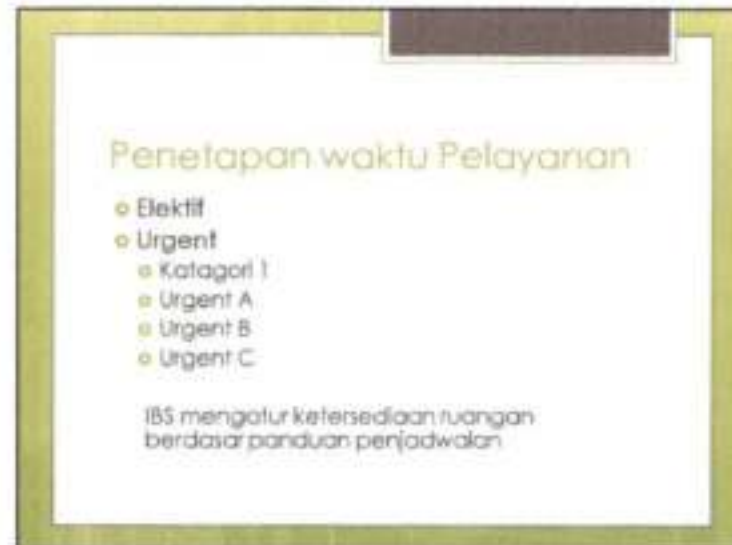 Penetapan waktu Pelayanan
Elektif
Urgent
Katagori 1
Urgent A
Urgent B
Urgent C
IBS mengatur ketersediaan ruangan
berdasar panduan penjadwalan